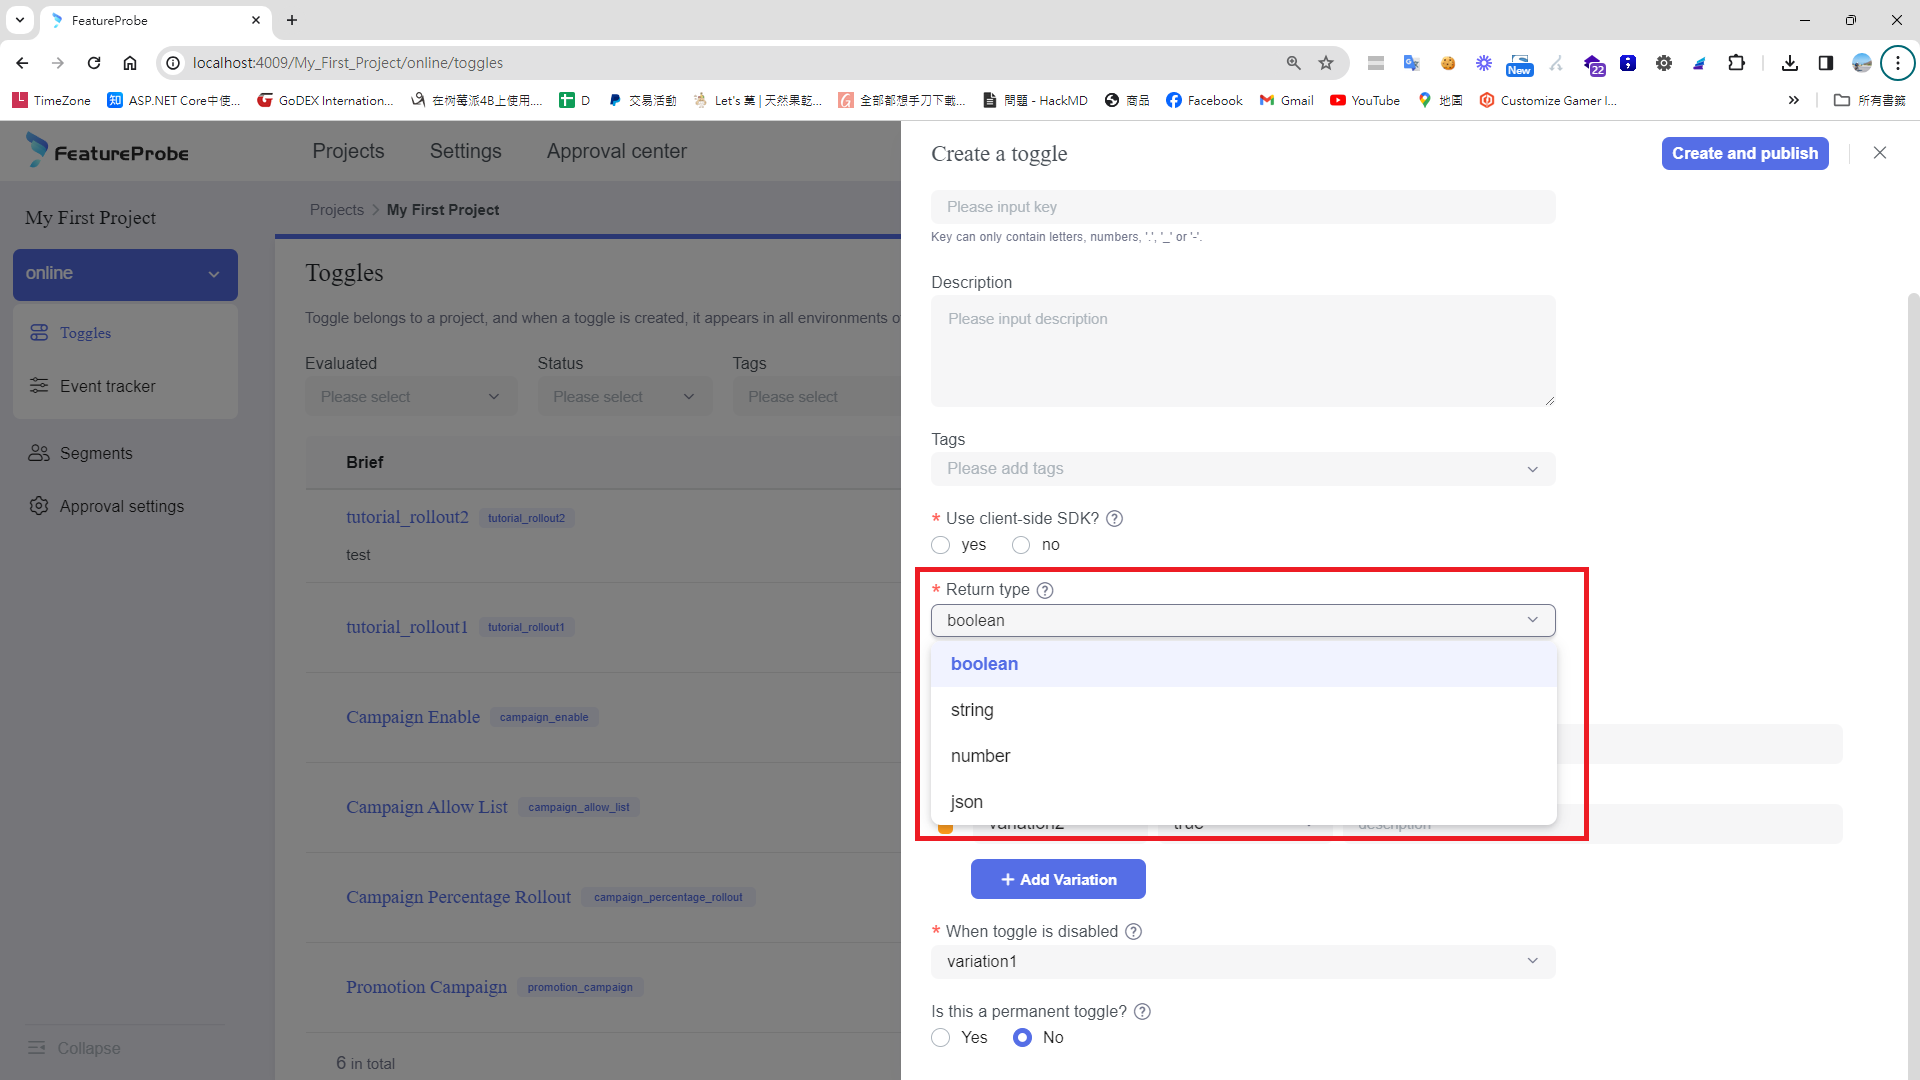 FeatureProbe
localhost:4009/My_First_Project/online/toggles
New
22
TimeZone
ASP.NET Core中使...
GoDEX Internation...
在树莓派4B上使用....
D
交易活動
Let's 菓 | 天然果乾...
全部都想手刀下載...
問題 - HackMD
商品
Facebook
Gmail
YouTube
地圖
Customize Gamer I...
所有書籤
FeatureProbe
Projects
Settings
Approval center
My First Project
online
Toggles
Event tracker
Segments
Approval settings
Collapse
Projects > My First Project
Toggles
Toggle belongs to a project, and when a toggle is created, it appears in all environments o
Evaluated
Status
Tags
Please select
Please select
Please select
Brief
tutorial_rollout2 tutorial_rollout2
test
tutorial_rollout1 tutorial_rollout1
Campaign Enable campaign_enable
Campaign Allow List campaign_allow_list
Campaign Percentage Rollout campaign_percentage_rollout
Promotion Campaign promotion_campaign
6 in total
Create a toggle
Create and publish
Please input key
Key can only contain letters, numbers, '.', '_' or '-'.
Description
Please input description
Tags
Please add tags
* Use client-side SDK?
yes no
* Return type
boolean
boolean
string
number
json
variation2 true description
+ Add Variation
* When toggle is disabled
variation1
Is this a permanent toggle?
Yes No